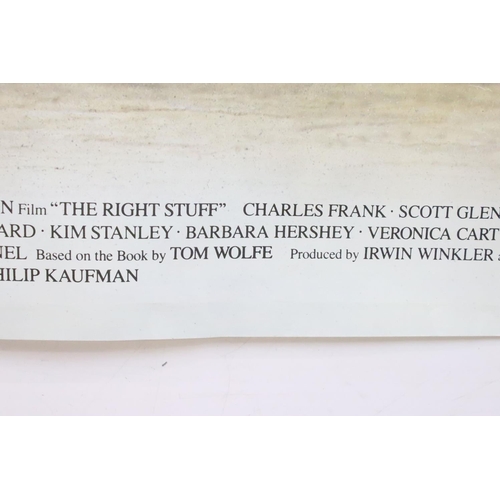 N Film “THE RIGHT STUFF” CHARLES FRANK · SCOTT GLEN
ARD · KIM STANLEY · BARBARA HERSHEY · VERONICA CART
NEL Based on the Book by TOM WOLFE Produced by IRWIN WINKLER a
HILIP KAUFMAN